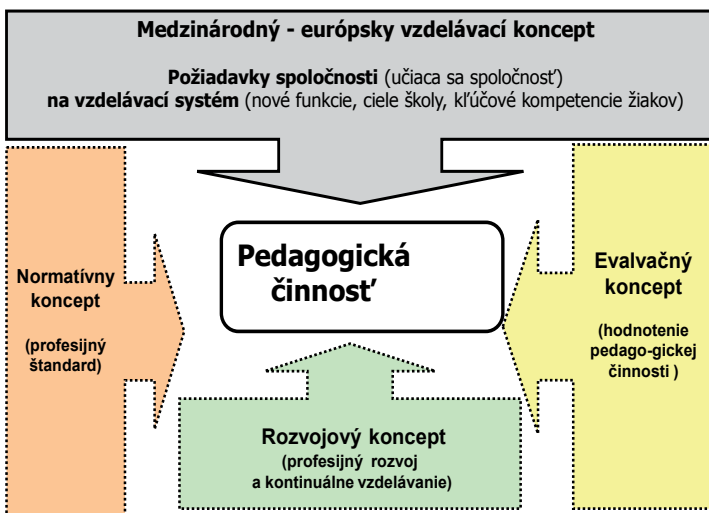 Medzinárodný - európsky vzdelávací koncept
Požiadavky spoločnosti (učiaca sa spoločnosť)
na vzdelávací systém (nové funkcie, ciele školy, kľúčové kompetencie žiakov)
Pedagogická
činnosť
Normatívny
koncept
(profesijný
štandard)
Evalvačný
koncept
(hodnotenie
pedago-gickej
činnosti )
Rozvojový koncept
(profesijný rozvoj
a kontinuálne vzdelávanie)